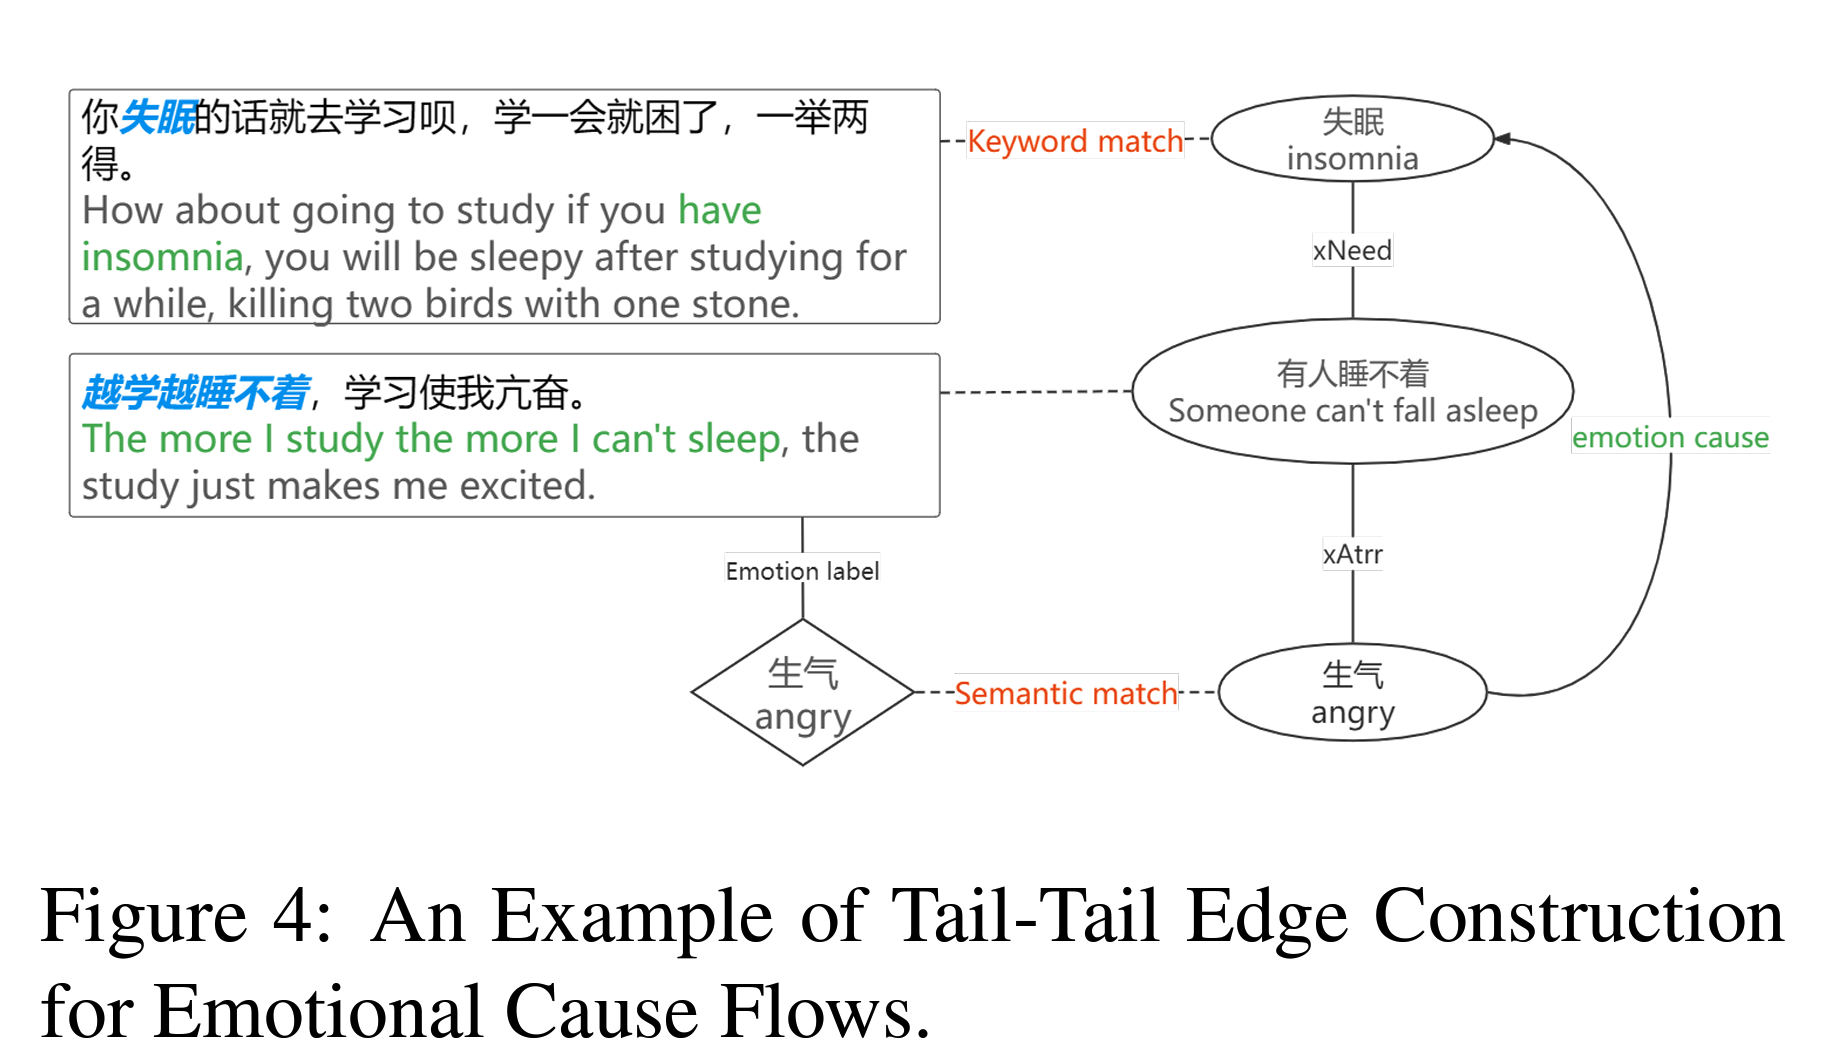 你失眠的话就去学习呗，学一会就困了，一举两
得。
How about going to study if you have
insomnia, you will be sleepy after studying for
a while, killing two birds with one stone.
Keyword match
失眠
insomnia
xNeed
越学越睡不着，学习使我亢奋。
The more I study the more I can't sleep, the
study just makes me excited.
有人睡不着
Someone can't fall asleep
emotion cause
Emotion label
xAtrr
生气
angry
Semantic match
生气
angry
Figure 4: An Example of Tail-Tail Edge Construction
for Emotional Cause Flows.